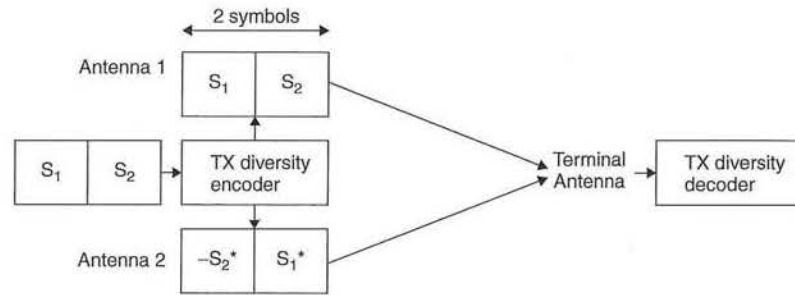 2 symbols
Antenna 1
S₁ S₂
S₁ S₂
TX diversity
encoder
Terminal
Antenna
TX diversity
decoder
Antenna 2
–S₂* S₁*